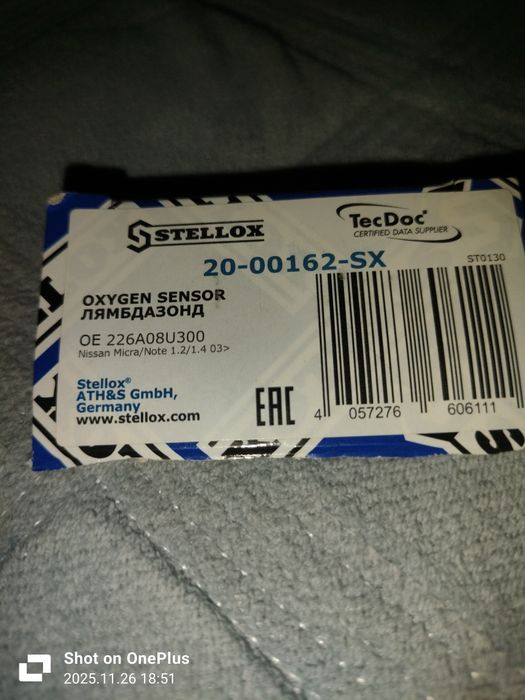 STELLOX
TecDoc®
CERTIFIED DATA SUPPLIER
20-00162-SX
ST0130
OXYGEN SENSOR
ЛЯМБДАЗОНД
OE 226A08U300
Nissan Micra/Note 1.2/1.4 03>
Stellox®
ATH&S GmbH,
Germany
www.stellox.com
EAC
4 057276 606111
Shot on OnePlus
2025.11.26 18:51